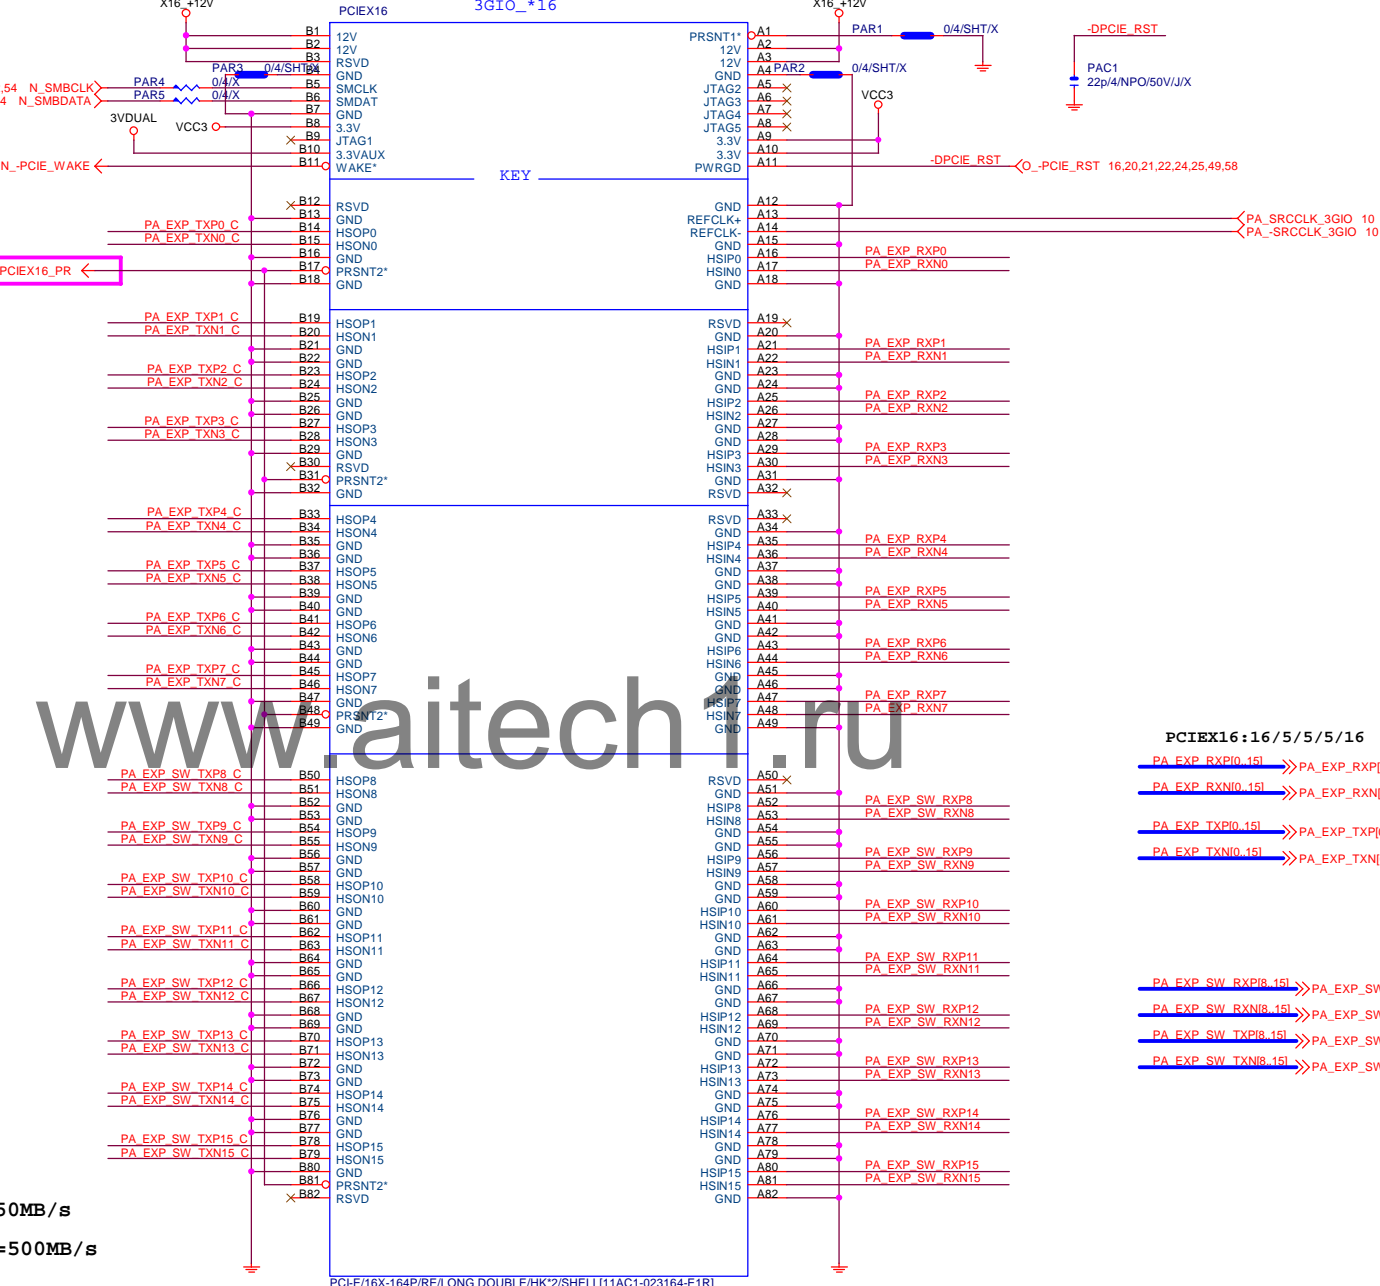 X16_+12V
PCIEX16
3GIO_*16
X16_+12V
B1 12V
B2 12V
B3 RSVD
B4 GND
B5 SMCLK
B6 SMDAT
B7 GND
B8 3.3V
B9 JTAG1
B10 3.3VAUX
B11 WAKE*
PAR3 0/4/SHT/X
,54 N_SMBCLK PAR4 0/4/X
4 N_SMBDATA PAR5 0/4/X
3VDUAL
VCC3
N_-PCIE_WAKE
PRSNT1* A1
12V A2
12V A3
GND A4
JTAG2 A5
JTAG3 A6
JTAG4 A7
JTAG5 A8
3.3V A9
3.3V A10
PWRGD A11
PAR1 0/4/SHT/X
PAR2 0/4/SHT/X
VCC3
-DPCIE_RST
PAC1
22p/4/NPO/50V/J/X
-DPCIE_RST
O_-PCIE_RST 16,20,21,22,24,25,49,58
KEY
B12 RSVD
B13 GND
PA_EXP_TXP0_C B14 HSOP0
PA_EXP_TXN0_C B15 HSON0
B16 GND
PCIEX16_PR B17 PRSNT2*
B18 GND
GND A12
REFCLK+ A13 PA_SRCCLK_3GIO 10
REFCLK- A14 PA_-SRCCLK_3GIO 10
GND A15
HSIP0 A16 PA_EXP_RXP0
HSIN0 A17 PA_EXP_RXN0
GND A18
PA_EXP_TXP1_C B19 HSOP1
PA_EXP_TXN1_C B20 HSON1
B21 GND
B22 GND
PA_EXP_TXP2_C B23 HSOP2
PA_EXP_TXN2_C B24 HSON2
B25 GND
B26 GND
PA_EXP_TXP3_C B27 HSOP3
PA_EXP_TXN3_C B28 HSON3
B29 GND
B30 RSVD
B31 PRSNT2*
B32 GND
RSVD A19
GND A20
HSIP1 A21 PA_EXP_RXP1
HSIN1 A22 PA_EXP_RXN1
GND A23
GND A24
HSIP2 A25 PA_EXP_RXP2
HSIN2 A26 PA_EXP_RXN2
GND A27
GND A28
HSIP3 A29 PA_EXP_RXP3
HSIN3 A30 PA_EXP_RXN3
GND A31
RSVD A32
PA_EXP_TXP4_C B33 HSOP4
PA_EXP_TXN4_C B34 HSON4
B35 GND
B36 GND
PA_EXP_TXP5_C B37 HSOP5
PA_EXP_TXN5_C B38 HSON5
B39 GND
B40 GND
PA_EXP_TXP6_C B41 HSOP6
PA_EXP_TXN6_C B42 HSON6
B43 GND
B44 GND
PA_EXP_TXP7_C B45 HSOP7
PA_EXP_TXN7_C B46 HSON7
B47 GND
B48 PRSNT2*
B49 GND
RSVD A33
GND A34
HSIP4 A35 PA_EXP_RXP4
HSIN4 A36 PA_EXP_RXN4
GND A37
GND A38
HSIP5 A39 PA_EXP_RXP5
HSIN5 A40 PA_EXP_RXN5
GND A41
GND A42
HSIP6 A43 PA_EXP_RXP6
HSIN6 A44 PA_EXP_RXN6
GND A45
GND A46
HSIP7 A47 PA_EXP_RXP7
HSIN7 A48 PA_EXP_RXN7
GND A49
www.aitech1.ru
PA_EXP_SW_TXP8_C B50 HSOP8
PA_EXP_SW_TXN8_C B51 HSON8
B52 GND
B53 GND
PA_EXP_SW_TXP9_C B54 HSOP9
PA_EXP_SW_TXN9_C B55 HSON9
B56 GND
B57 GND
PA_EXP_SW_TXP10_C B58 HSOP10
PA_EXP_SW_TXN10_C B59 HSON10
B60 GND
B61 GND
PA_EXP_SW_TXP11_C B62 HSOP11
PA_EXP_SW_TXN11_C B63 HSON11
B64 GND
B65 GND
PA_EXP_SW_TXP12_C B66 HSOP12
PA_EXP_SW_TXN12_C B67 HSON12
B68 GND
B69 GND
PA_EXP_SW_TXP13_C B70 HSOP13
PA_EXP_SW_TXN13_C B71 HSON13
B72 GND
B73 GND
PA_EXP_SW_TXP14_C B74 HSOP14
PA_EXP_SW_TXN14_C B75 HSON14
B76 GND
B77 GND
PA_EXP_SW_TXP15_C B78 HSOP15
PA_EXP_SW_TXN15_C B79 HSON15
B80 GND
B81 PRSNT2*
B82 RSVD
RSVD A50
GND A51
HSIP8 A52 PA_EXP_SW_RXP8
HSIN8 A53 PA_EXP_SW_RXN8
GND A54
GND A55
HSIP9 A56 PA_EXP_SW_RXP9
HSIN9 A57 PA_EXP_SW_RXN9
GND A58
GND A59
HSIP10 A60 PA_EXP_SW_RXP10
HSIN10 A61 PA_EXP_SW_RXN10
GND A62
GND A63
HSIP11 A64 PA_EXP_SW_RXP11
HSIN11 A65 PA_EXP_SW_RXN11
GND A66
GND A67
HSIP12 A68 PA_EXP_SW_RXP12
HSIN12 A69 PA_EXP_SW_RXN12
GND A70
GND A71
HSIP13 A72 PA_EXP_SW_RXP13
HSIN13 A73 PA_EXP_SW_RXN13
GND A74
GND A75
HSIP14 A76 PA_EXP_SW_RXP14
HSIN14 A77 PA_EXP_SW_RXN14
GND A78
GND A79
HSIP15 A80 PA_EXP_SW_RXP15
HSIN15 A81 PA_EXP_SW_RXN15
GND A82
PCIEX16:16/5/5/5/16
PA_EXP_RXP[0..15] PA_EXP_RXP[
PA_EXP_RXN[0..15] PA_EXP_RXN[
PA_EXP_TXP[0..15] PA_EXP_TXP[0
PA_EXP_TXN[0..15] PA_EXP_TXN[
PA_EXP_SW_RXP[8..15] PA_EXP_SW
PA_EXP_SW_RXN[8..15] PA_EXP_SW
PA_EXP_SW_TXP[8..15] PA_EXP_SW
PA_EXP_SW_TXN[8..15] PA_EXP_SW
50MB/s
=500MB/s
PCI-E/16X-164P/RE/LONG DOUBLE/HK*2/SHELL[11AC1-023164-E1R]